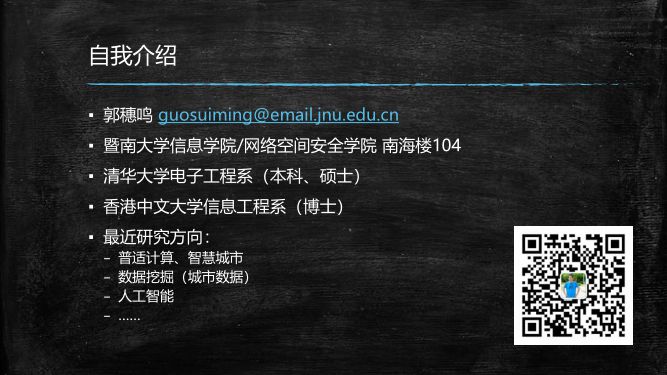 自我介绍
▪ 郭穗鸣 guosuiming@email.jnu.edu.cn
▪ 暨南大学信息学院/网络空间安全学院 南海楼104
▪ 清华大学电子工程系（本科、硕士）
▪ 香港中文大学信息工程系（博士）
▪ 最近研究方向：
– 普适计算、智慧城市
– 数据挖掘（城市数据）
– 人工智能
– ……